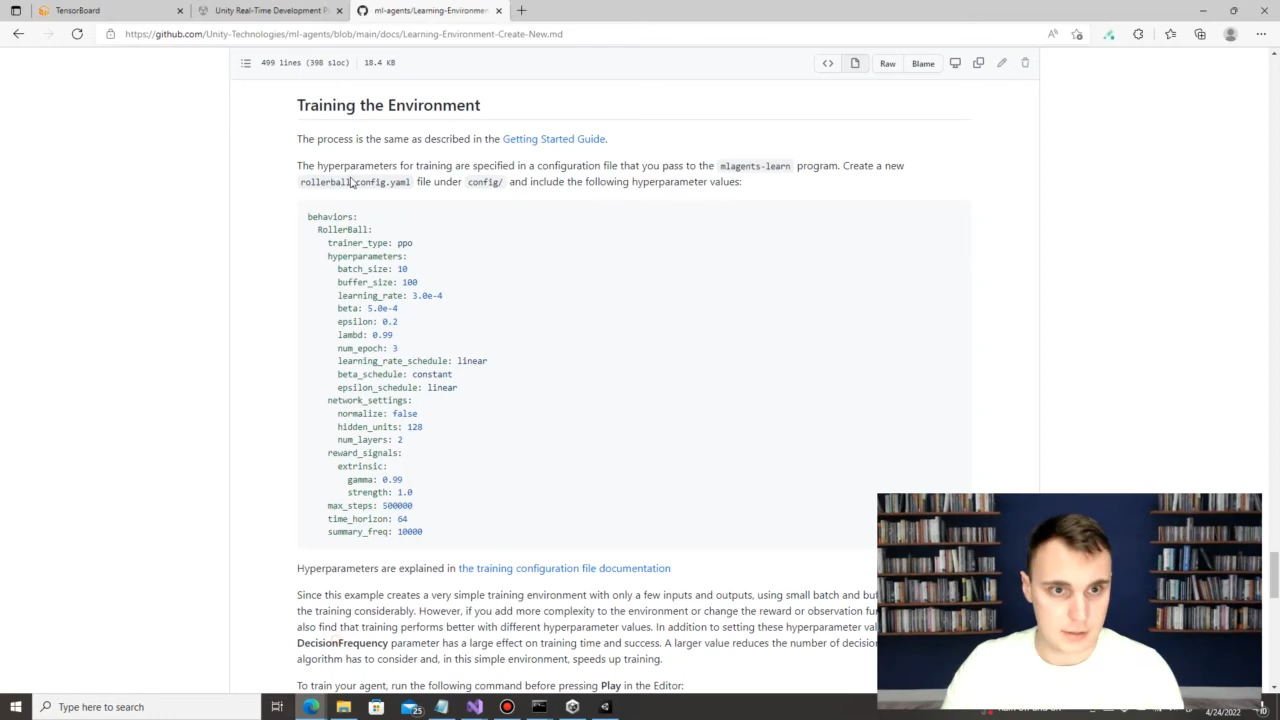 TensorBoard
Unity Real-Time Development P
ml-agents/Learning-Environmen
https://github.com/Unity-Technologies/ml-agents/blob/main/docs/Learning-Environment-Create-New.md
499 lines (398 sloc) 18.4 KB
Raw
Blame
Training the Environment
The process is the same as described in the Getting Started Guide.
The hyperparameters for training are specified in a configuration file that you pass to the mlagents-learn program. Create a new
rollerball_config.yaml file under config/ and include the following hyperparameter values:
behaviors:
RollerBall:
trainer_type: ppo
hyperparameters:
batch_size: 10
buffer_size: 100
learning_rate: 3.0e-4
beta: 5.0e-4
epsilon: 0.2
lambd: 0.99
num_epoch: 3
learning_rate_schedule: linear
beta_schedule: constant
epsilon_schedule: linear
network_settings:
normalize: false
hidden_units: 128
num_layers: 2
reward_signals:
extrinsic:
gamma: 0.99
strength: 1.0
max_steps: 500000
time_horizon: 64
summary_freq: 10000
Hyperparameters are explained in the training configuration file documentation
Since this example creates a very simple training environment with only a few inputs and outputs, using small batch and buf
the training considerably. However, if you add more complexity to the environment or change the reward or observation fun
also find that training performs better with different hyperparameter values. In addition to setting these hyperparameter val
DecisionFrequency parameter has a large effect on training time and success. A larger value reduces the number of decision
algorithm has to consider and, in this simple environment, speeds up training.
To train your agent, run the following command before pressing Play in the Editor:
Type here to search
25
4/24/2022